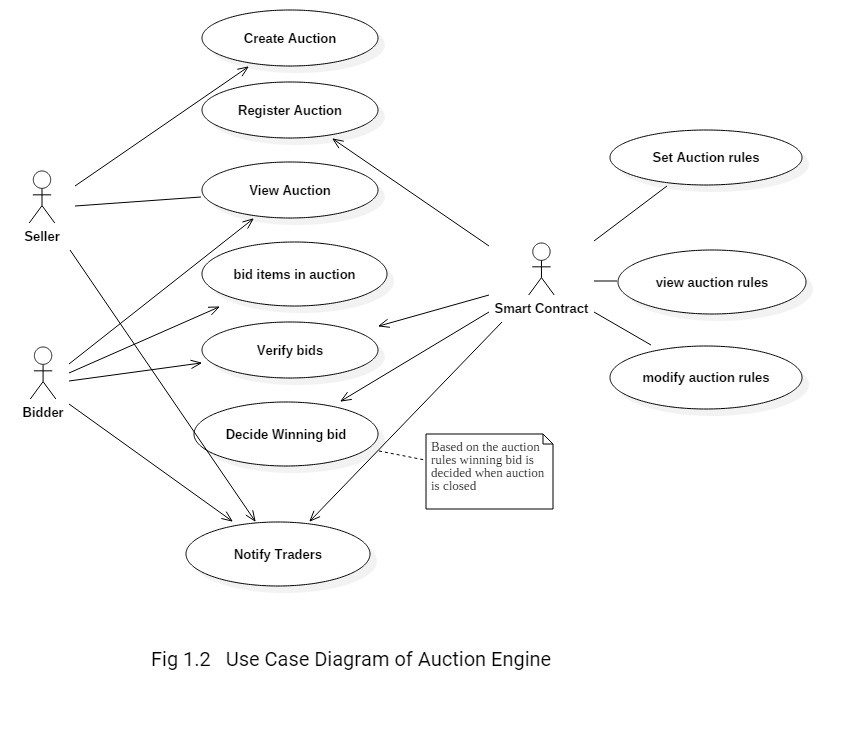 Create Auction
Register Auction
Set Auction rules
View Auction
Seller
bid items in auction
view auction rules
Smart Contract
Verify bids
modify auction rules
Bidder
Decide Winning bid
Based on the auction
rules winning bid is
decided when auction
is closed
Notify Traders
Fig 1.2 Use Case Diagram of Auction Engine